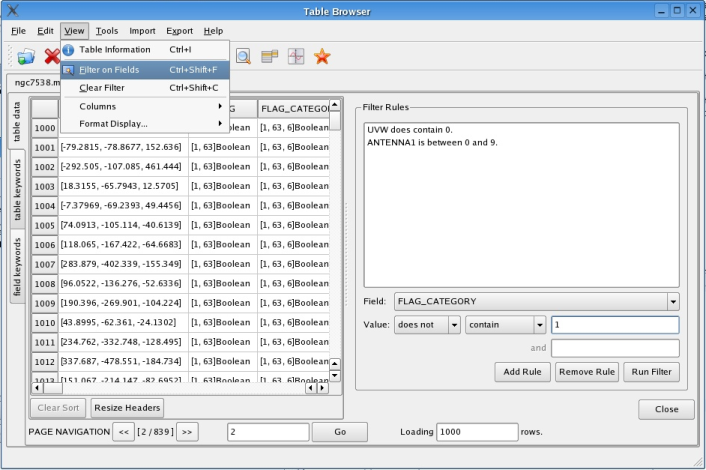 Table Browser
File Edit View Tools Import Export Help
Table Information Ctrl+I
Filter on Fields Ctrl+Shift+F
Clear Filter Ctrl+Shift+C
Columns
Format Display...
ngc7538.m
table data
table keywords
field keywords
G FLAG_CATEGO
1000 Boolean [1, 63, 6]Boolean
1001 [-79.2815, -78.8677, 152.636] [1, 63]Boolean [1, 63, 6]Boolean
1002 [-292.505, -107.085, 461.444] [1, 63]Boolean [1, 63, 6]Boolean
1003 [18.3155, -65.7943, 12.5705] [1, 63]Boolean [1, 63, 6]Boolean
1004 [-7.37969, -69.2393, 49.4456] [1, 63]Boolean [1, 63, 6]Boolean
1005 [74.0913, -105.114, -40.6139] [1, 63]Boolean [1, 63, 6]Boolean
1006 [118.065, -167.422, -64.6683] [1, 63]Boolean [1, 63, 6]Boolean
1007 [283.879, -402.339, -155.349] [1, 63]Boolean [1, 63, 6]Boolean
1008 [96.0522, -136.276, -52.6336] [1, 63]Boolean [1, 63, 6]Boolean
1009 [190.396, -269.901, -104.224] [1, 63]Boolean [1, 63, 6]Boolean
1010 [43.8995, -62.361, -24.1302] [1, 63]Boolean [1, 63, 6]Boolean
1011 [234.762, -332.748, -128.495] [1, 63]Boolean [1, 63, 6]Boolean
1012 [337.687, -478.551, -184.734] [1, 63]Boolean [1, 63, 6]Boolean
1013 [151.067, -214.147, -82.6952] [1, 63]Boolean [1, 63, 6]Boolean
Clear Sort Resize Headers
Filter Rules
UVW does contain 0.
ANTENNA1 is between 0 and 9.
Field: FLAG_CATEGORY
Value: does not contain 1
and
Add Rule Remove Rule Run Filter
Close
PAGE NAVIGATION << [2 / 839] >> 2 Go Loading 1000 rows.